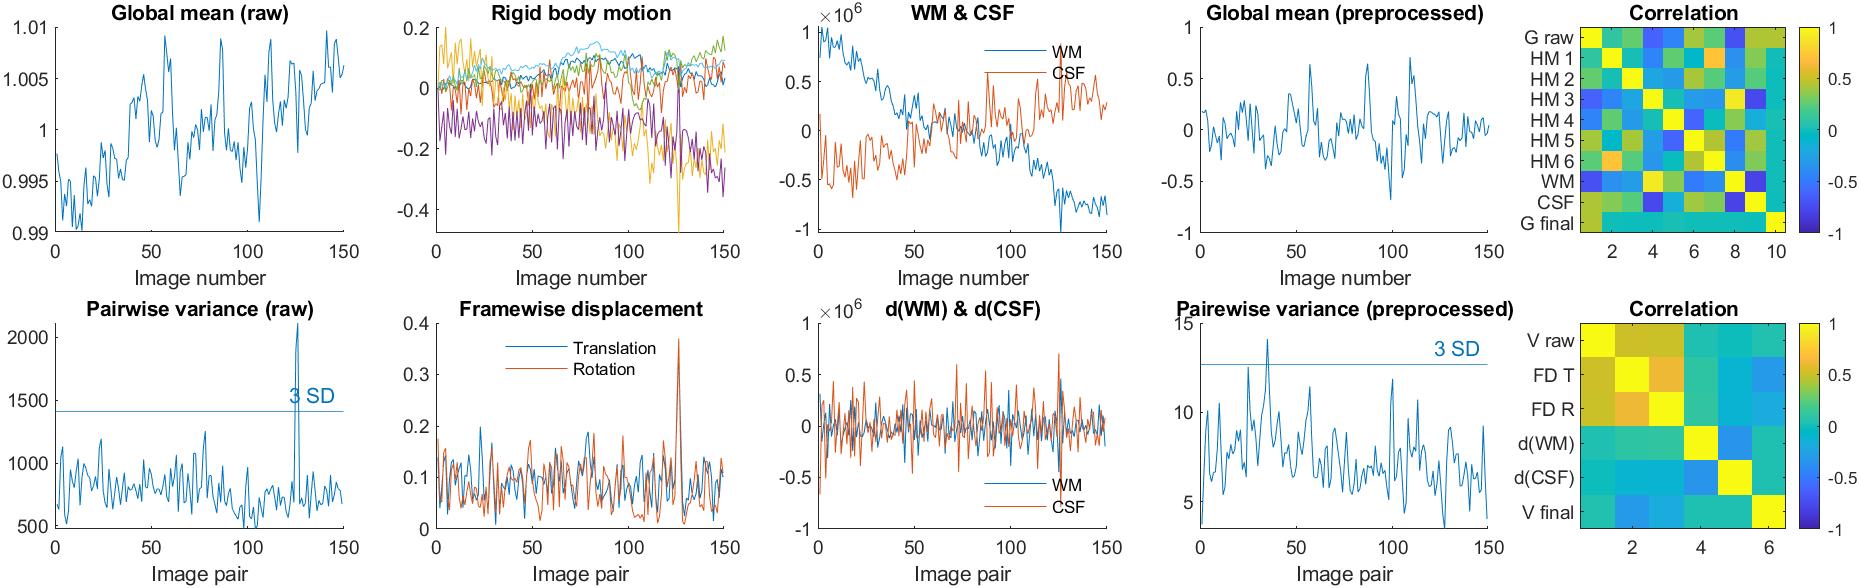 Global mean (raw)
1.01
1.005
1
0.995
0.99
0 50 100 150
Image number
Rigid body motion
0.2
0
-0.2
-0.4
0 50 100 150
Image number
WM & CSF
×10^6
1
0.5
0
-0.5
-1
WM
CSF
0 50 100 150
Image number
Global mean (preprocessed)
1
0.5
0
-0.5
-1
0 50 100 150
Image number
Correlation
G raw
HM 1
HM 2
HM 3
HM 4
HM 5
HM 6
WM
CSF
G final
2 4 6 8 10
1
0.5
0
-0.5
-1
Pairwise variance (raw)
2000
1500
1000
500
3 SD
0 50 100 150
Image pair
Framewise displacement
0.4
0.3
0.2
0.1
0
Translation
Rotation
0 50 100 150
Image pair
d(WM) & d(CSF)
×10^6
1
0.5
0
-0.5
-1
WM
CSF
0 50 100 150
Image pair
Pairewise variance (preprocessed)
15
10
5
3 SD
0 50 100 150
Image pair
Correlation
V raw
FD T
FD R
d(WM)
d(CSF)
V final
2 4 6
1
0.5
0
-0.5
-1